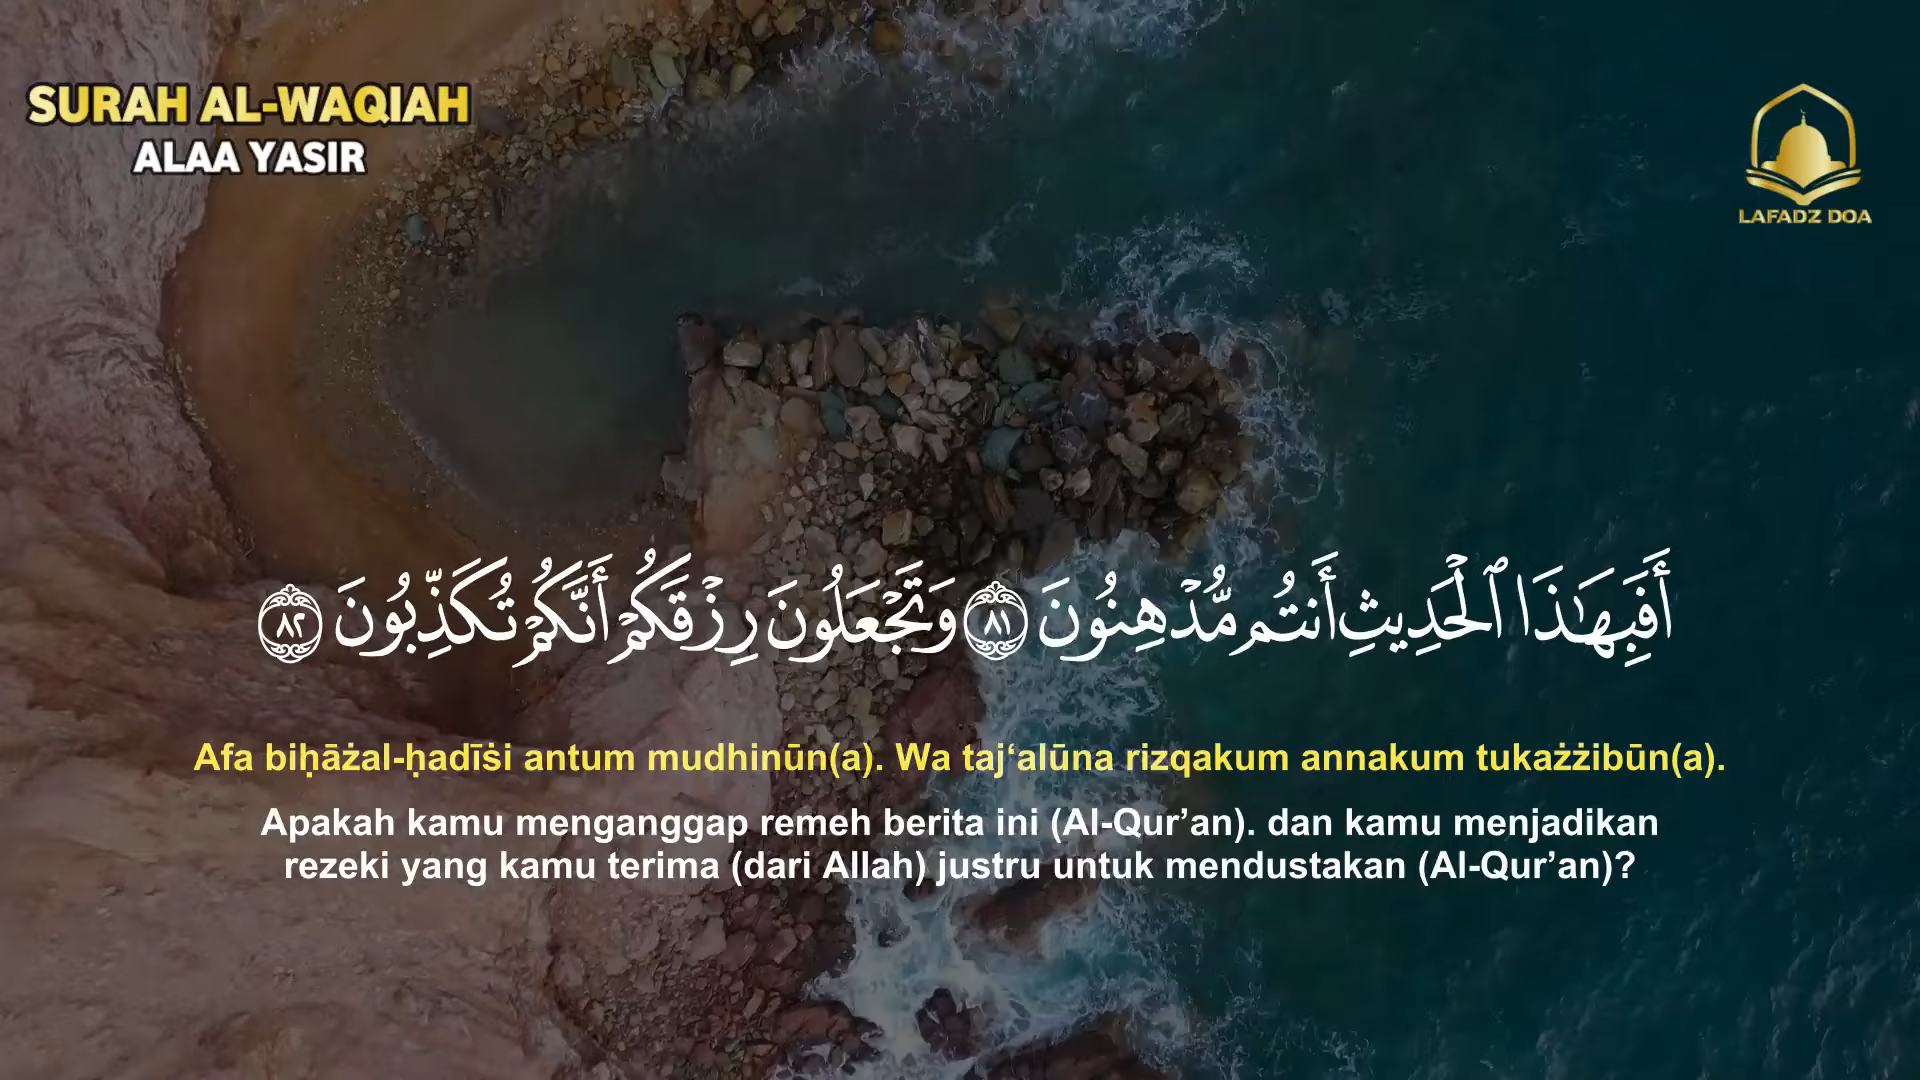 SURAH AL-WAQIAH
ALAA YASIR
LAFADZ DOA
أَفَبِهَٰذَا ٱلْحَدِيثِ أَنتُم مُّدْهِنُونَ ٨١ وَتَجْعَلُونَ رِزْقَكُمْ أَنَّكُمْ تُكَذِّبُونَ ٨٢
Afa biḥāżal-ḥadīṡi antum mudhinūn(a). Wa taj‘alūna rizqakum annakum tukażżibūn(a).
Apakah kamu menganggap remeh berita ini (Al-Qur’an). dan kamu menjadikan
rezeki yang kamu terima (dari Allah) justru untuk mendustakan (Al-Qur’an)?